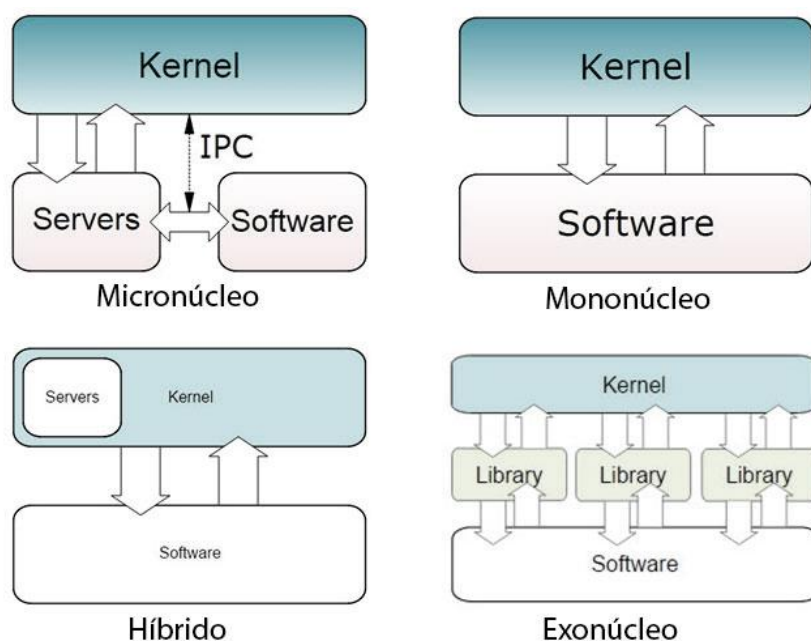 Kernel
IPC
Servers
Software
Micronúcleo
Kernel
Software
Mononúcleo
Servers
Kernel
Software
Híbrido
Kernel
Library
Library
Library
Software
Exonúcleo